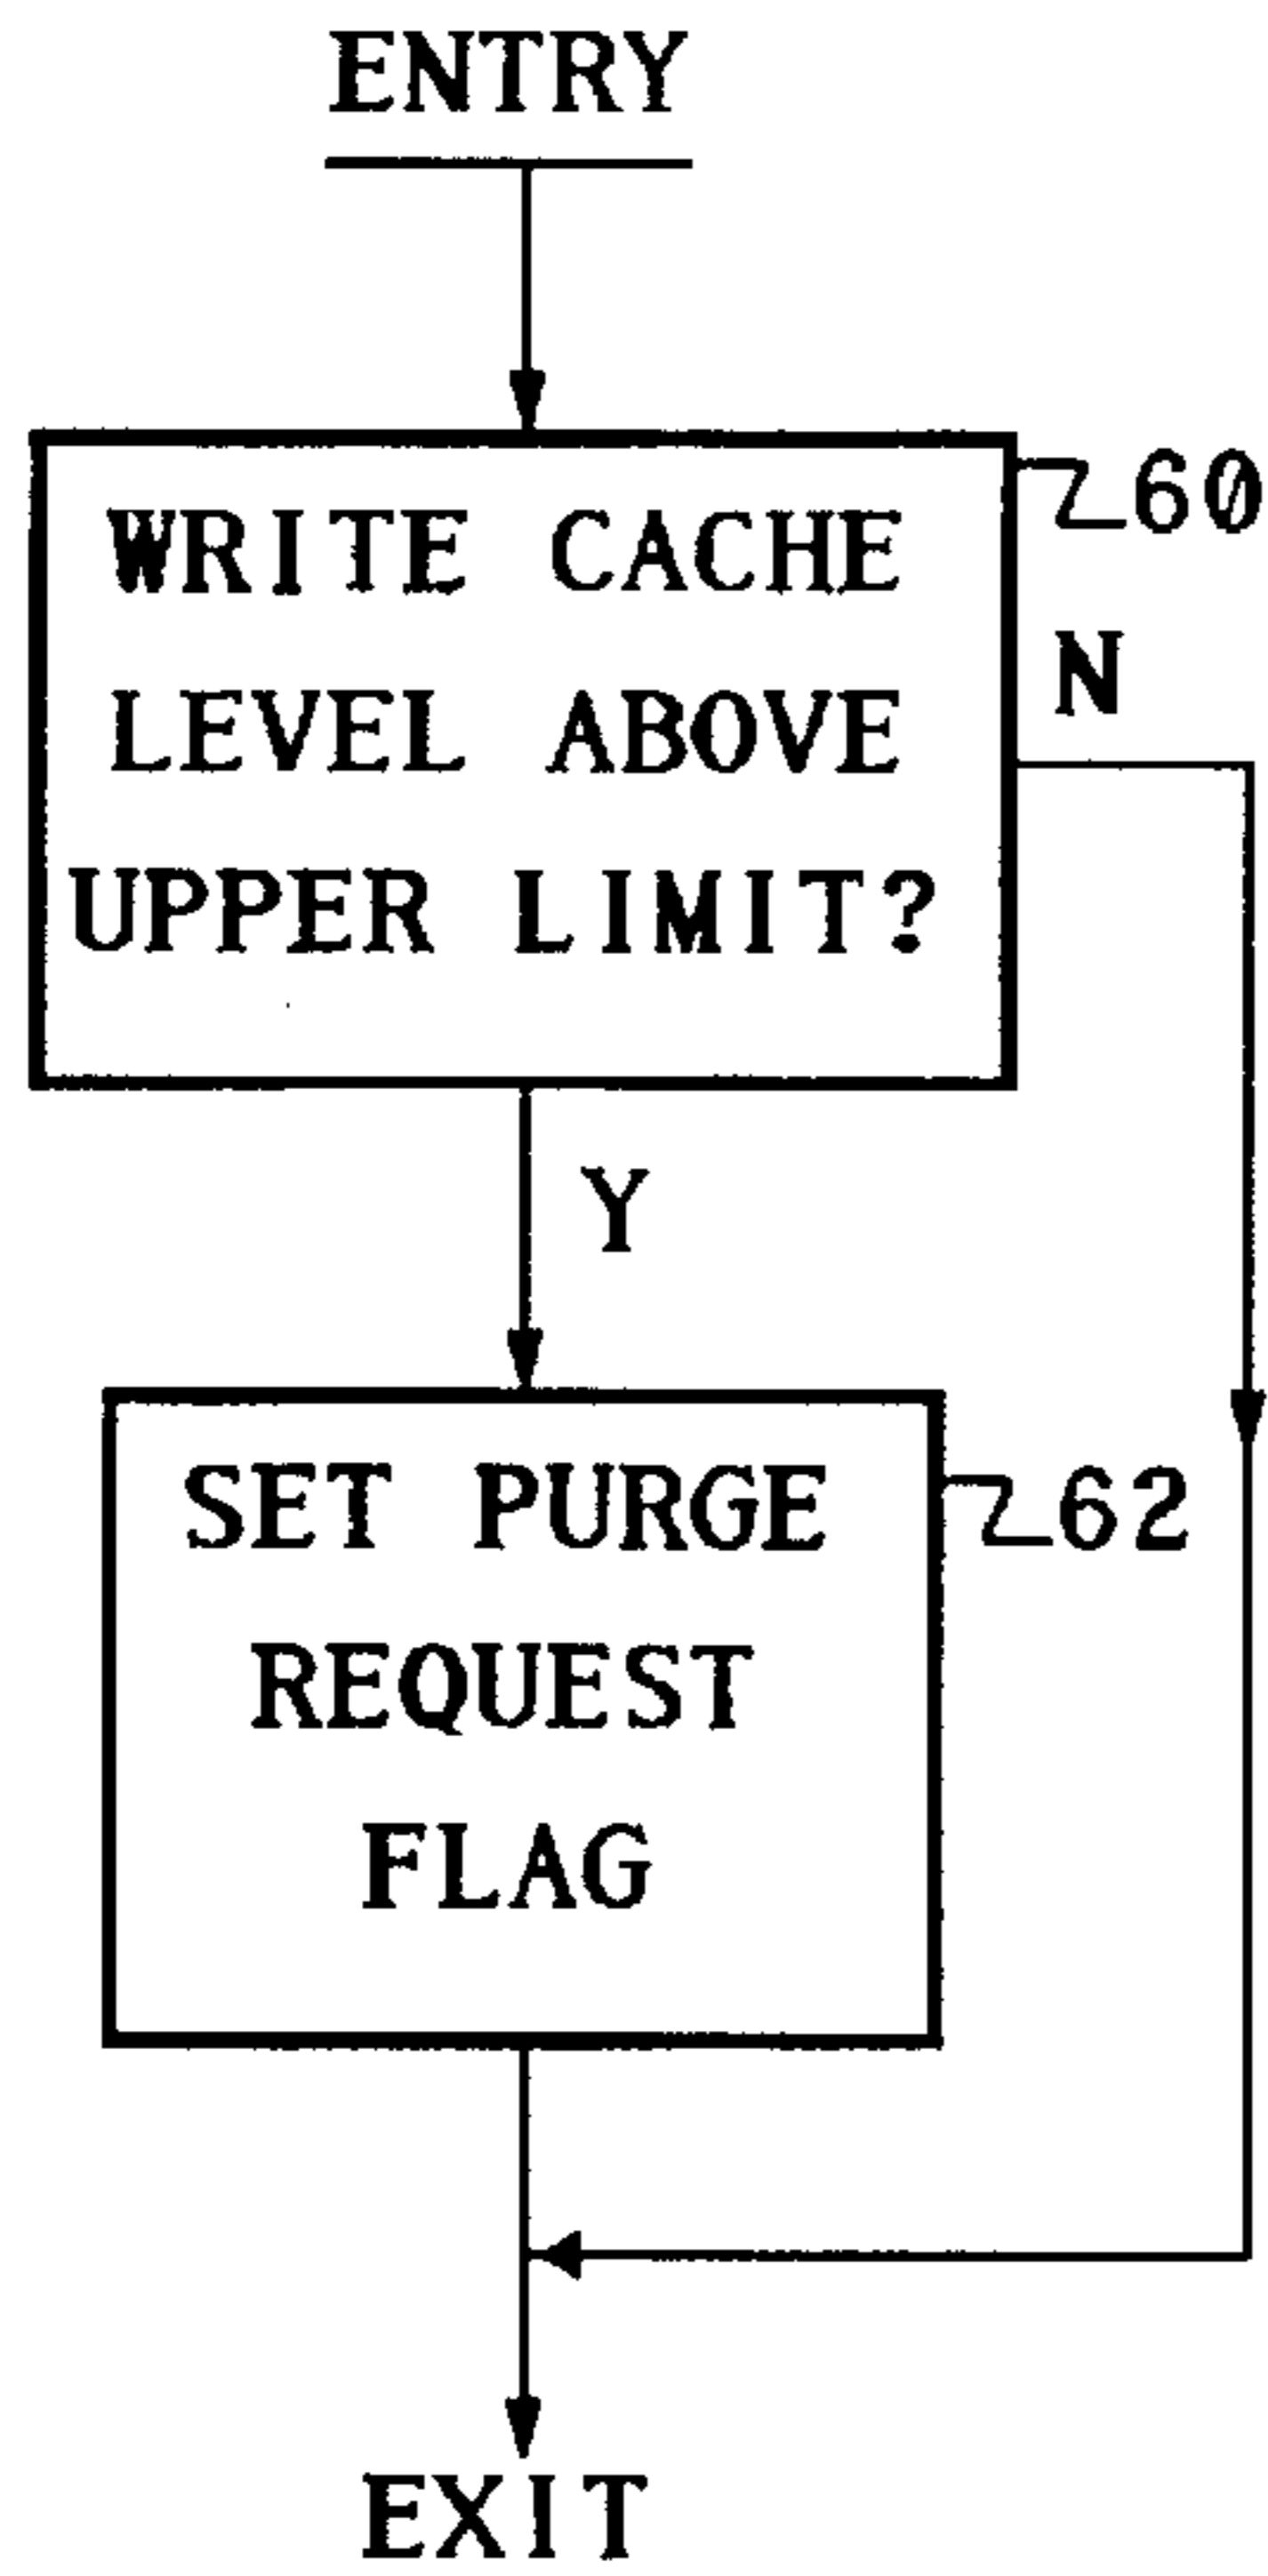 ENTRY
60
WRITE CACHE
LEVEL ABOVE
UPPER LIMIT?
N
Y
SET PURGE
REQUEST
FLAG
62
EXIT